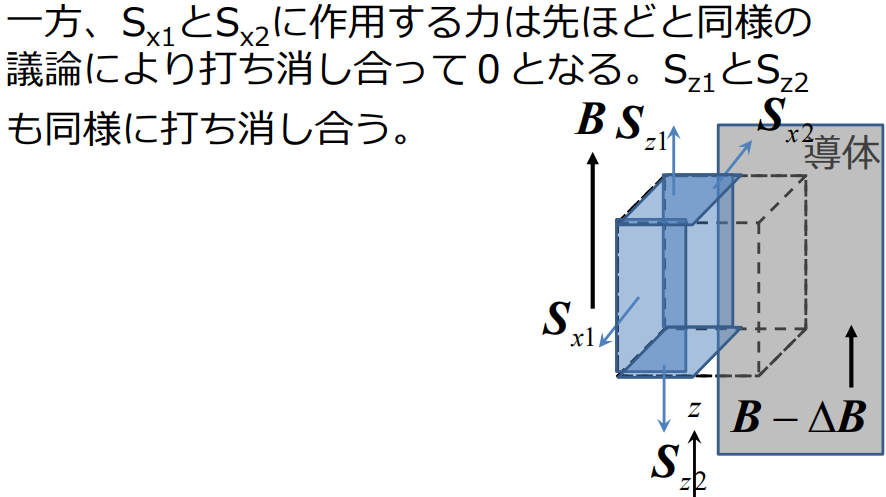 一方、Sx1とSx2に作用する力は先ほどと同様の
議論により打ち消し合って０となる。Sz1とSz2
も同様に打ち消し合う。
B
Sz1
Sx2
導体
Sx1
z
B − ΔB
Sz2